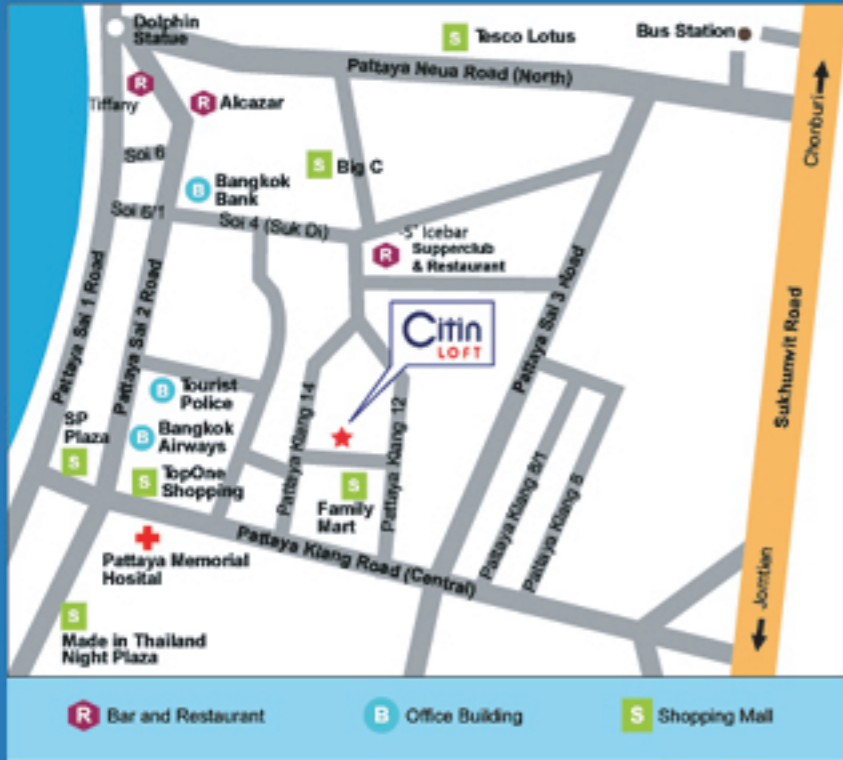 Dolphin
Statue
S Tesco Lotus
Bus Station
Pattaya Neua Road (North)
R
Tiffany
R Alcazar
Chonburi
Soi 6
S Big C
B Bangkok
Bank
Soi 6/1
Soi 4 (Suk Di)
-5° Icebar
R Supperclub
& Restaurant
Pattaya Sai 1 Road
Pattaya Sai 2 Road
Pattaya Sai 3 Road
Sukhumvit Road
Citin
LOFT
B Tourist
Police
SP
Plaza
S
B Bangkok
Airways
S TopOne
Shopping
Pattaya Klang 14
Pattaya Klang 12
S
Family
Mart
Pattaya Klang 8/1
Pattaya Klang 8
Pattaya Klang Road (Central)
Pattaya Memorial
Hosital
Jomtien
S
Made in Thailand
Night Plaza
R Bar and Restaurant
B Office Building
S Shopping Mall